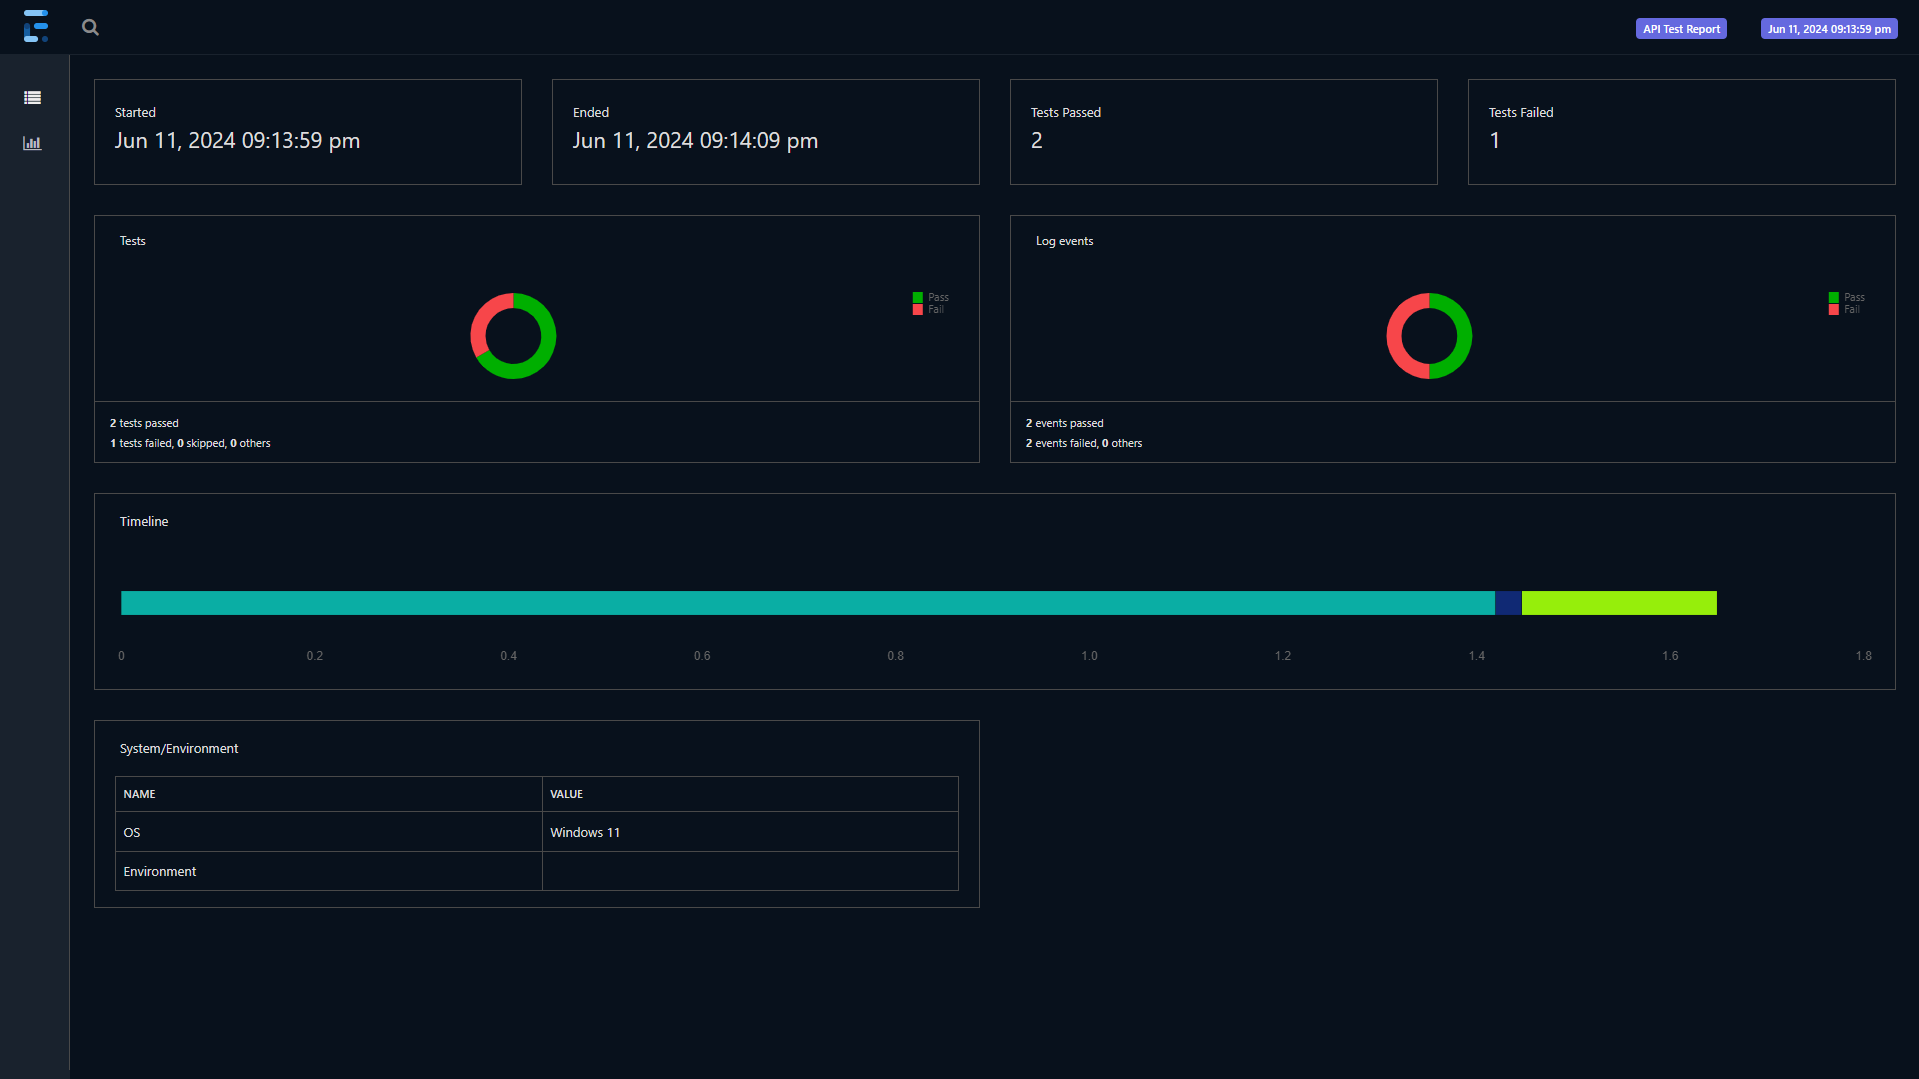 API Test Report
Jun 11, 2024 09:13:59 pm
Started
Jun 11, 2024 09:13:59 pm
Ended
Jun 11, 2024 09:14:09 pm
Tests Passed
2
Tests Failed
1
Tests
Pass
Fail
2 tests passed
1 tests failed, 0 skipped, 0 others
Log events
Pass
Fail
2 events passed
2 events failed, 0 others
Timeline
0 0.2 0.4 0.6 0.8 1.0 1.2 1.4 1.6 1.8
System/Environment
NAME VALUE
OS Windows 11
Environment